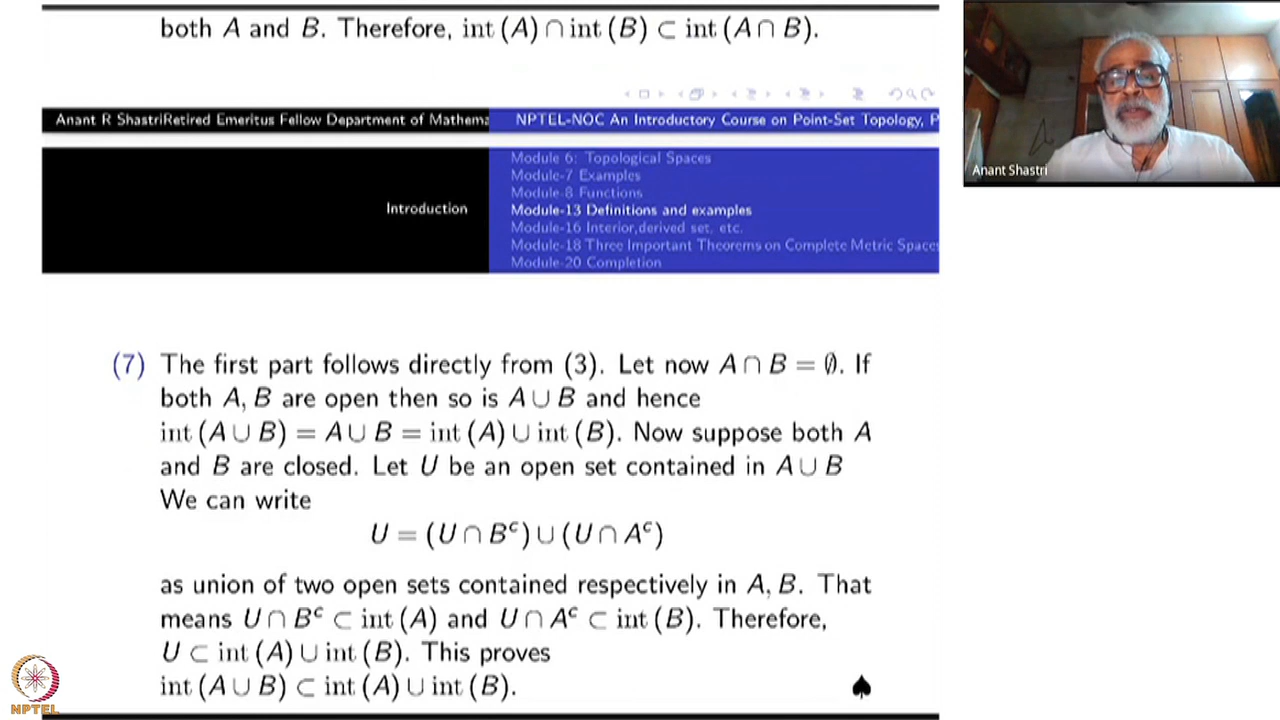 both A and B. Therefore, int (A) ∩ int (B) ⊂ int (A ∩ B).
Anant R ShastriRetired Emeritus Fellow Department of Mathema
NPTEL-NOC An Introductory Course on Point-Set Topology, P
Anant Shastri
Introduction
Module 6: Topological Spaces
Module-7 Examples
Module-8 Functions
Module-13 Definitions and examples
Module-16 Interior,derived set, etc.
Module-18 Three Important Theorems on Complete Metric Spaces
Module-20 Completion
(7) The first part follows directly from (3). Let now A ∩ B = ∅. If
both A, B are open then so is A ∪ B and hence
int (A ∪ B) = A ∪ B = int (A) ∪ int (B). Now suppose both A
and B are closed. Let U be an open set contained in A ∪ B
We can write
U = (U ∩ Bᶜ) ∪ (U ∩ Aᶜ)
as union of two open sets contained respectively in A, B. That
means U ∩ Bᶜ ⊂ int (A) and U ∩ Aᶜ ⊂ int (B). Therefore,
U ⊂ int (A) ∪ int (B). This proves
int (A ∪ B) ⊂ int (A) ∪ int (B). ♠
NPTEL